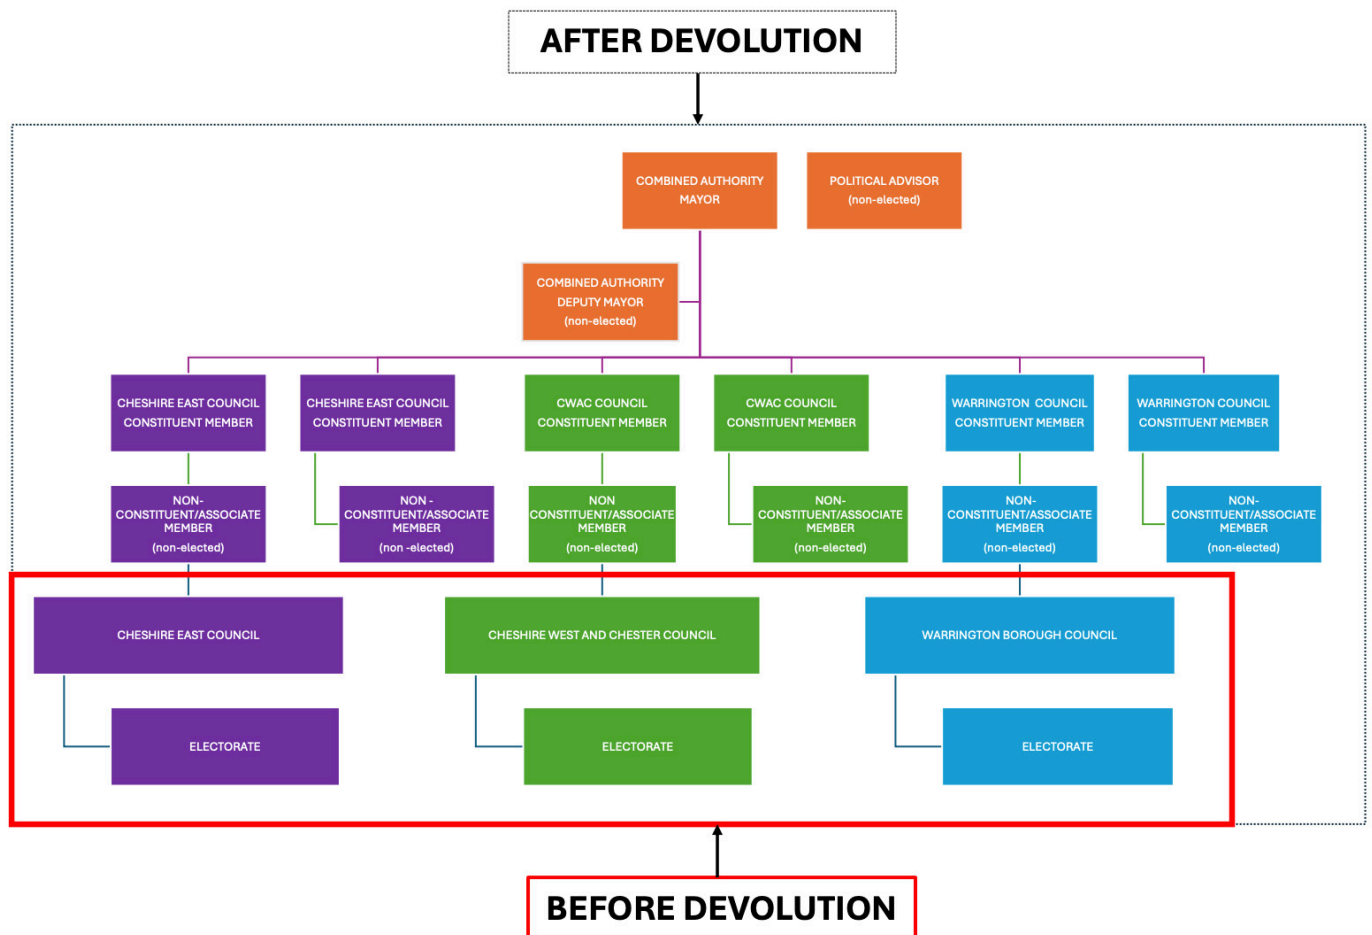 AFTER DEVOLUTION
COMBINED AUTHORITY
MAYOR
POLITICAL ADVISOR
(non-elected)
COMBINED AUTHORITY
DEPUTY MAYOR
(non-elected)
CHESHIRE EAST COUNCIL
CONSTITUENT MEMBER
CHESHIRE EAST COUNCIL
CONSTITUENT MEMBER
CWAC COUNCIL
CONSTITUENT MEMBER
CWAC COUNCIL
CONSTITUENT MEMBER
WARRINGTON COUNCIL
CONSTITUENT MEMBER
WARRINGTON COUNCIL
CONSTITUENT MEMBER
NON-
CONSTITUENT/ASSOCIATE
MEMBER
(non-elected)
NON -
CONSTITUENT/ASSOCIATE
MEMBER
(non -elected)
NON
CONSTITUENT/ASSOCIATE
MEMBER
(non-elected)
NON-
CONSTITUENT/ASSOCIATE
MEMBER
(non-elected)
NON-
CONSTITUENT/ASSOCIATE
MEMBER
(non-elected)
NON-
CONSTITUENT/ASSOCIATE
MEMBER
(non-elected)
CHESHIRE EAST COUNCIL
CHESHIRE WEST AND CHESTER COUNCIL
WARRINGTON BOROUGH COUNCIL
ELECTORATE
ELECTORATE
ELECTORATE
BEFORE DEVOLUTION